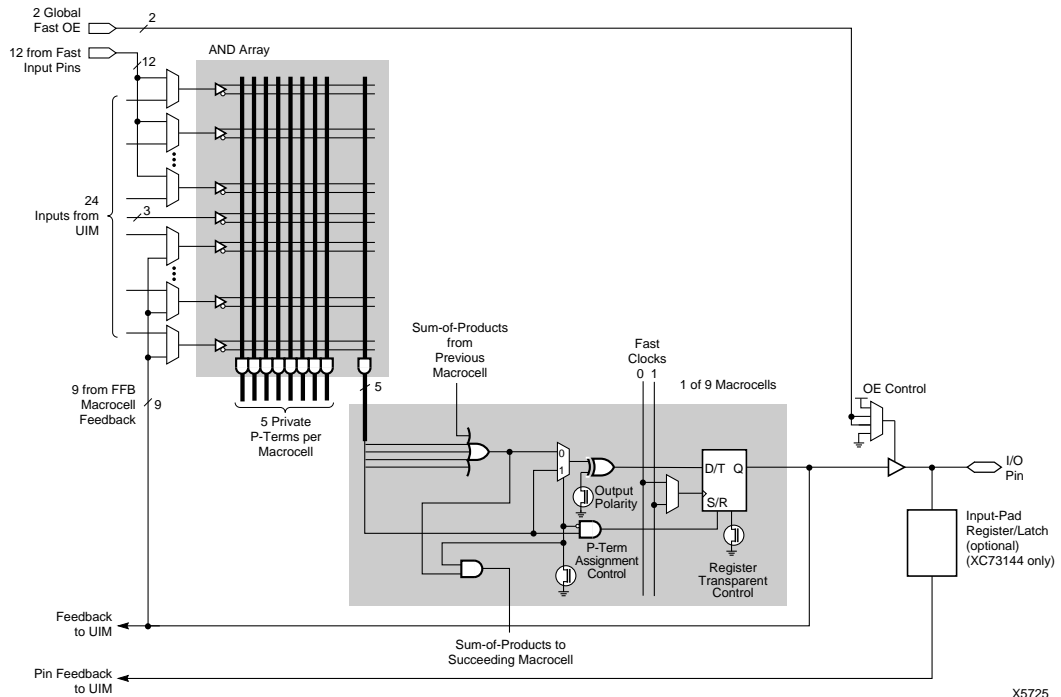 2 Global
Fast OE
2
12 from Fast
Input Pins
12
AND Array
24
Inputs from
UIM
3
9 from FFB
Macrocell
Feedback
9
5 Private
P-Terms per
Macrocell
5
Sum-of-Products
from
Previous
Macrocell
Fast
Clocks
0 1
1 of 9 Macrocells
OE Control
0
1
Output
Polarity
D/T Q
S/R
I/O
Pin
P-Term
Assignment
Control
Register
Transparent
Control
Input-Pad
Register/Latch
(optional)
(XC73144 only)
Feedback
to UIM
Sum-of-Products to
Succeeding Macrocell
Pin Feedback
to UIM
X5725